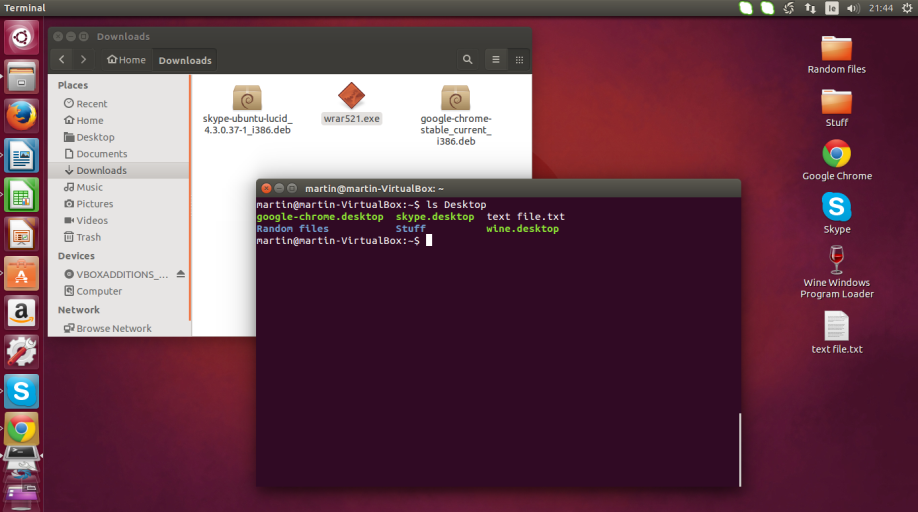 Terminal
Ie
21:44
Downloads
Home
Downloads
Places
Recent
Home
Desktop
Documents
Downloads
Music
Pictures
Videos
Trash
Devices
VBOXADDITIONS_...
Computer
Network
Browse Network
skype-ubuntu-lucid_
4.3.0.37-1_i386.deb
wrar521.exe
google-chrome-
stable_current_
i386.deb
martin@martin-VirtualBox: ~
martin@martin-VirtualBox:~$ ls Desktop
google-chrome.desktop skype.desktop text file.txt
Random files Stuff wine.desktop
martin@martin-VirtualBox:~$
Random files
Stuff
Google Chrome
Skype
Wine Windows
Program Loader
text file.txt